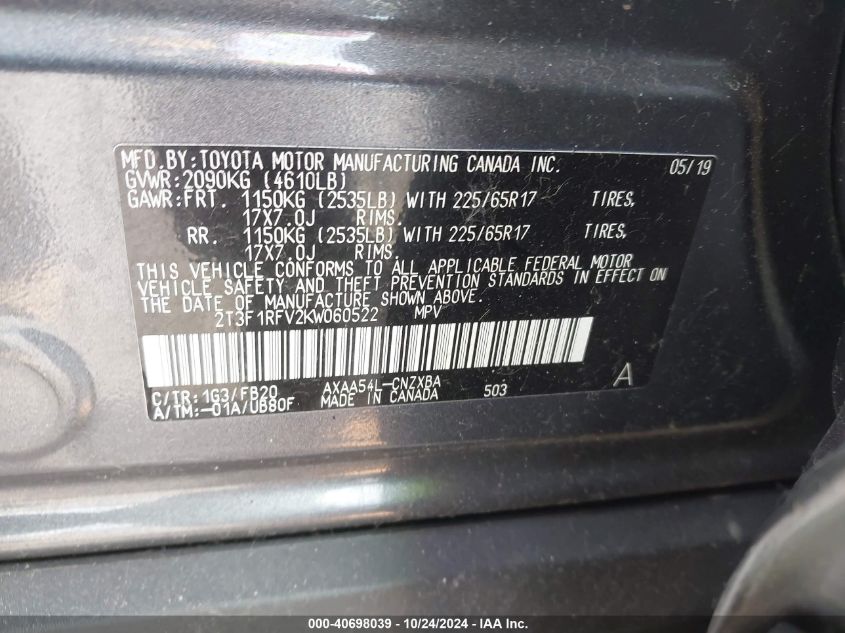 MFD.BY:TOYOTA MOTOR MANUFACTURING CANADA INC. 05/19
GVWR:2090KG (4610LB)
GAWR:FRT. 1150KG (2535LB) WITH 225/65R17 TIRES,
17X7.0J RIMS.
RR. 1150KG (2535LB) WITH 225/65R17 TIRES,
17X7.0J RIMS.
THIS VEHICLE CONFORMS TO ALL APPLICABLE FEDERAL MOTOR
VEHICLE SAFETY AND THEFT PREVENTION STANDARDS IN EFFECT ON
THE DATE OF MANUFACTURE SHOWN ABOVE.
2T3F1RFV2KW060522 MPV
C/TR:1G3/FB20 AXAA54L-CNZXBA 503 A
A/TM:-01A/UB80F MADE IN CANADA
000-40698039 - 10/24/2024 - IAA Inc.